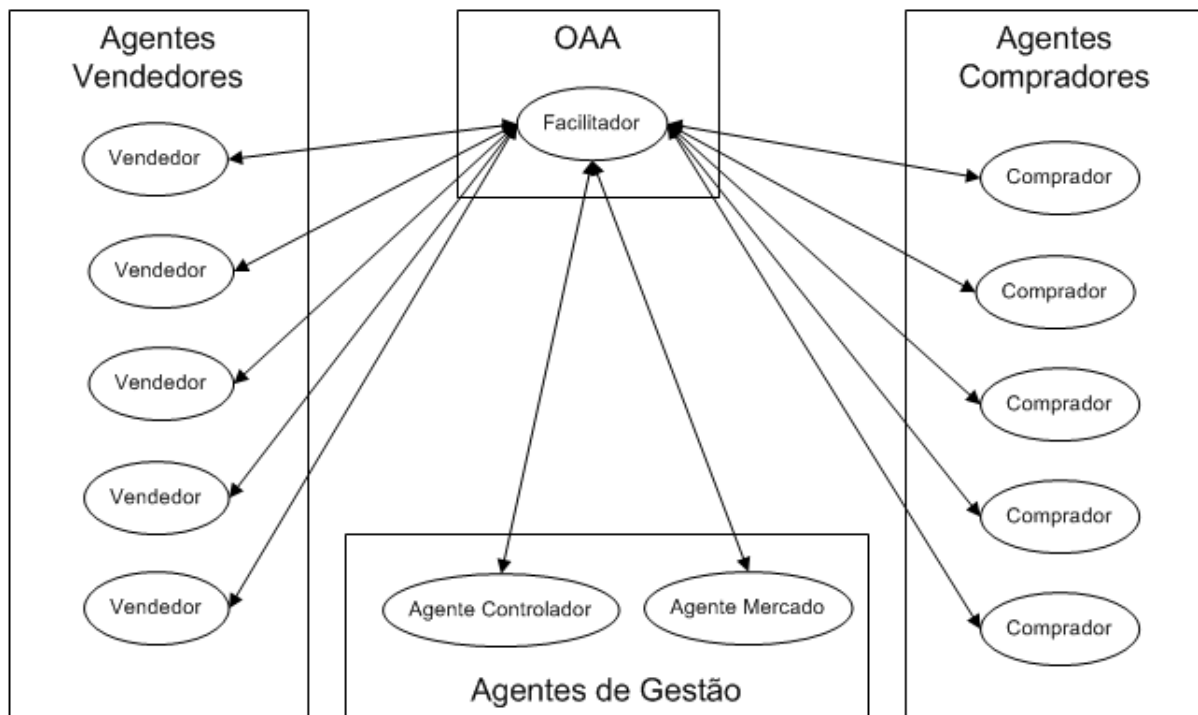 Agentes
Vendedores
Vendedor
Vendedor
Vendedor
Vendedor
Vendedor
OAA
Facilitador
Agentes
Compradores
Comprador
Comprador
Comprador
Comprador
Comprador
Agente Controlador
Agente Mercado
Agentes de Gestão